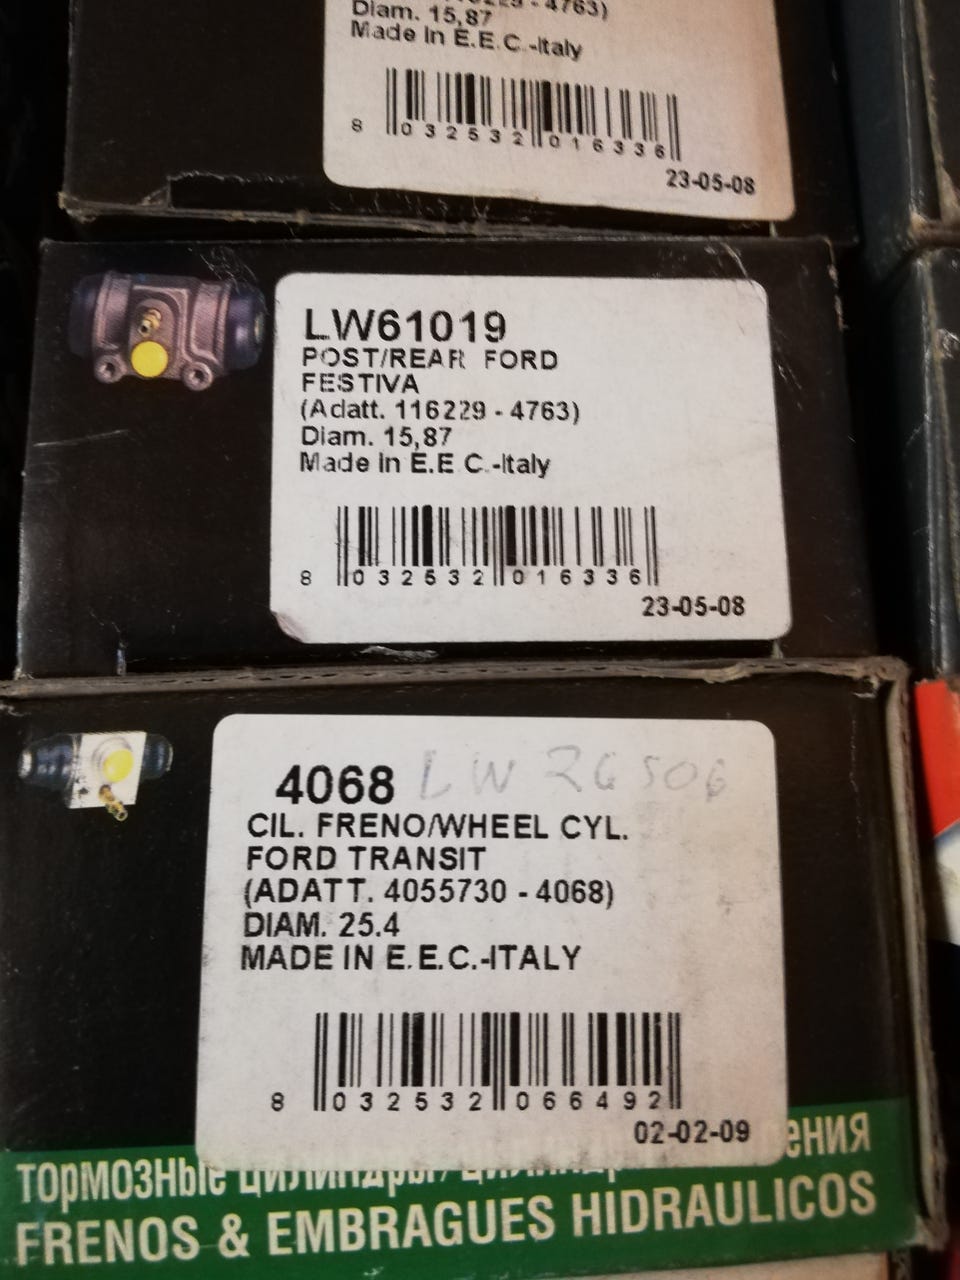 4763)
Diam. 15,87
Made In E.E.C.-Italy
8 032532 016336
23-05-08
LW61019
POST/REAR FORD
FESTIVA
(Adatt. 116229 - 4763)
Diam. 15,87
Made In E.E.C.-Italy
8 032532 016336
23-05-08
4068 LW 26506
CIL. FRENO/WHEEL CYL.
FORD TRANSIT
(ADATT. 4055730 - 4068)
DIAM. 25.4
MADE IN E.E.C.-ITALY
8 032532 066492
02-02-09
ТОРМОЗНЫЕ ЦИЛИНДРЫ/
FRENOS & EMBRAGUES HIDRAULICOS